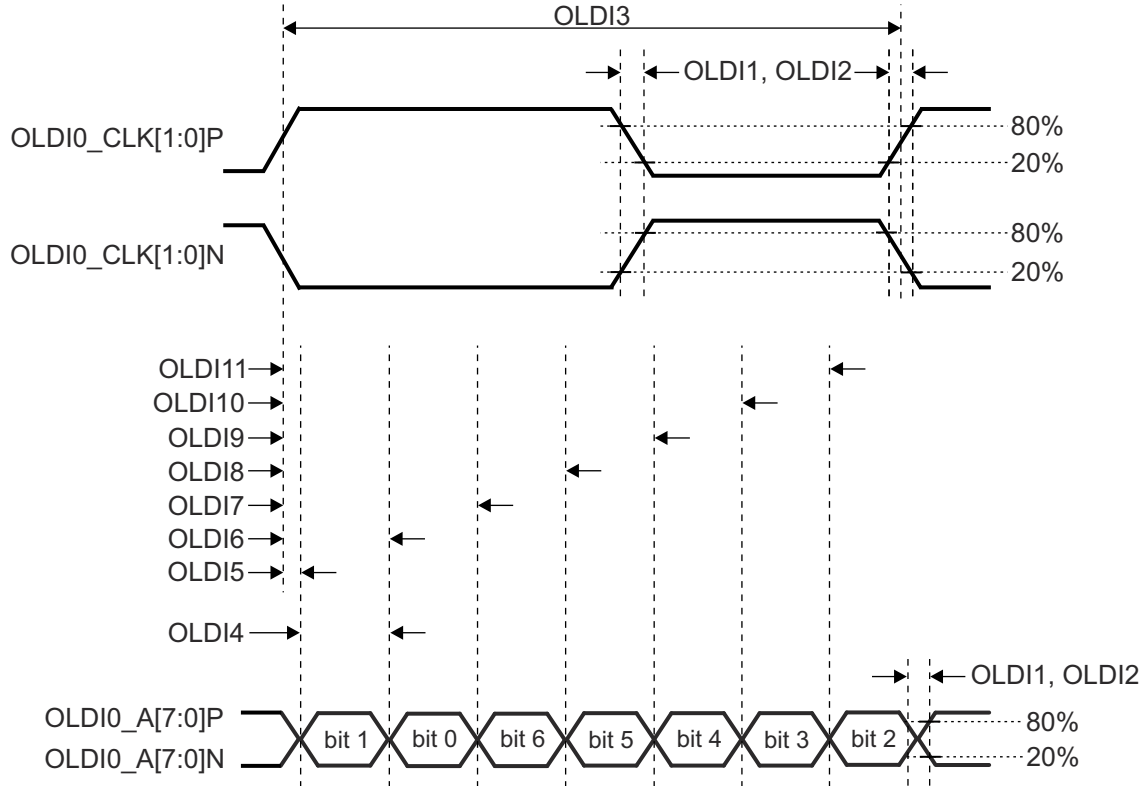 OLDI3
OLDI1, OLDI2
OLDI0_CLK[1:0]P
80%
20%
OLDI0_CLK[1:0]N
80%
20%
OLDI11
OLDI10
OLDI9
OLDI8
OLDI7
OLDI6
OLDI5
OLDI4
OLDI1, OLDI2
OLDI0_A[7:0]P
80%
bit 1 bit 0 bit 6 bit 5 bit 4 bit 3 bit 2
OLDI0_A[7:0]N
20%